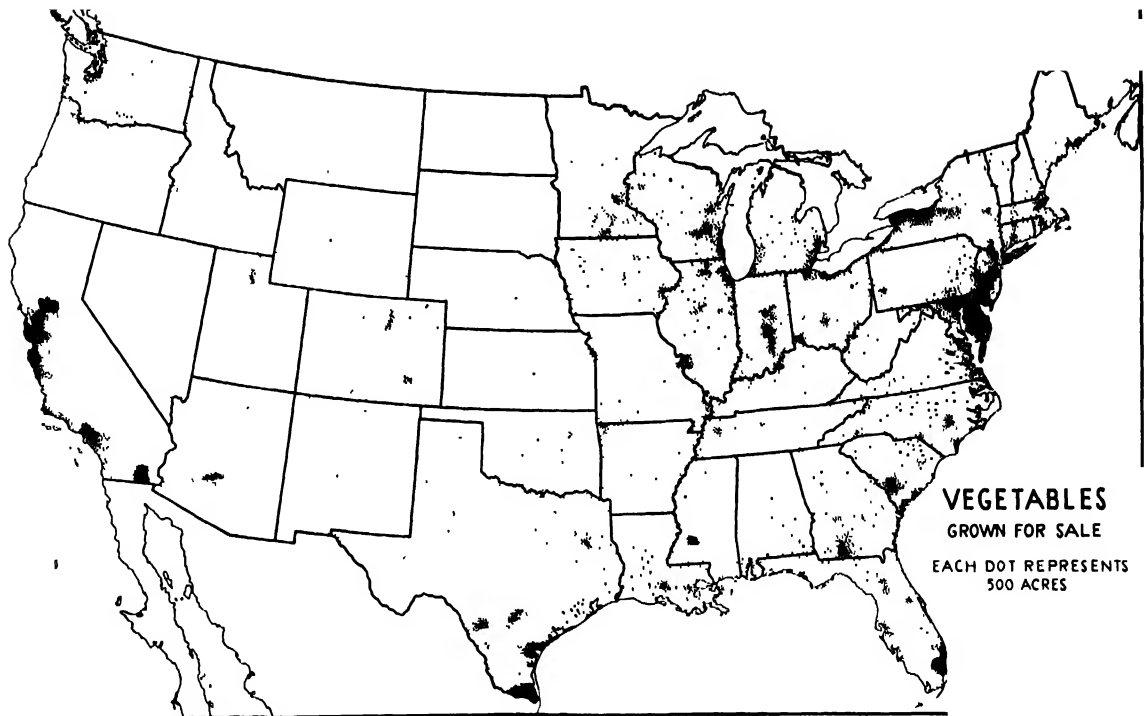 VEGETABLES
GROWN FOR SALE
EACH DOT REPRESENTS
500 ACRES